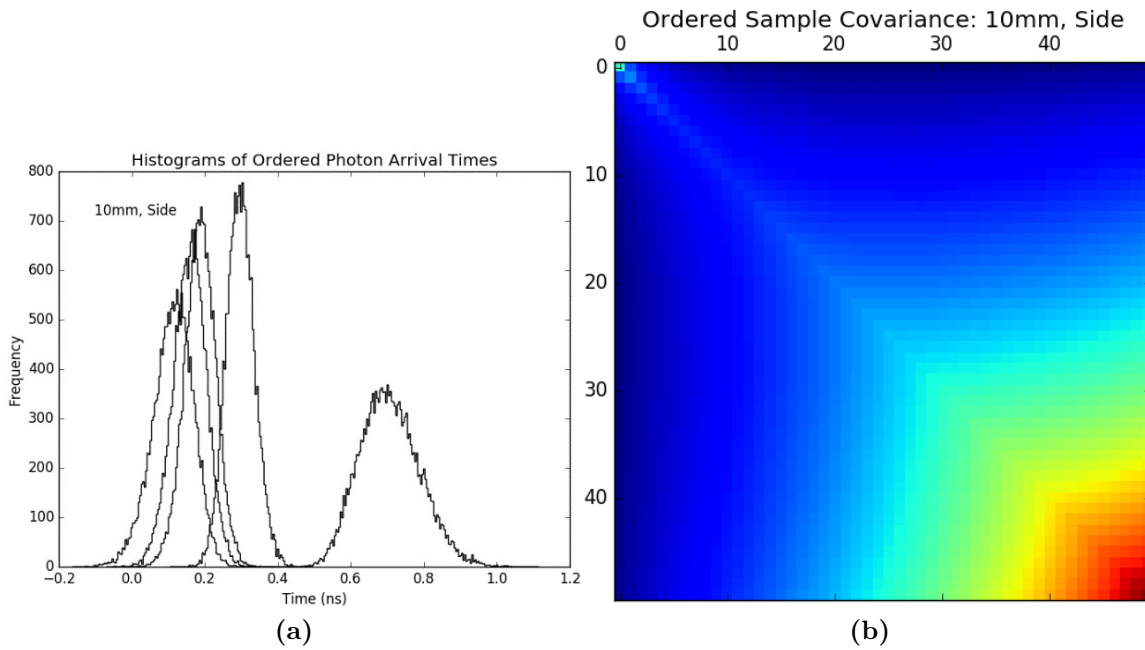 Histograms of Ordered Photon Arrival Times
800
700
600
500
400
300
200
100
0
Frequency
10mm, Side
−0.2 0.0 0.2 0.4 0.6 0.8 1.0 1.2
Time (ns)
(a)
Ordered Sample Covariance: 10mm, Side
0 10 20 30 40
0
10
20
30
40
(b)